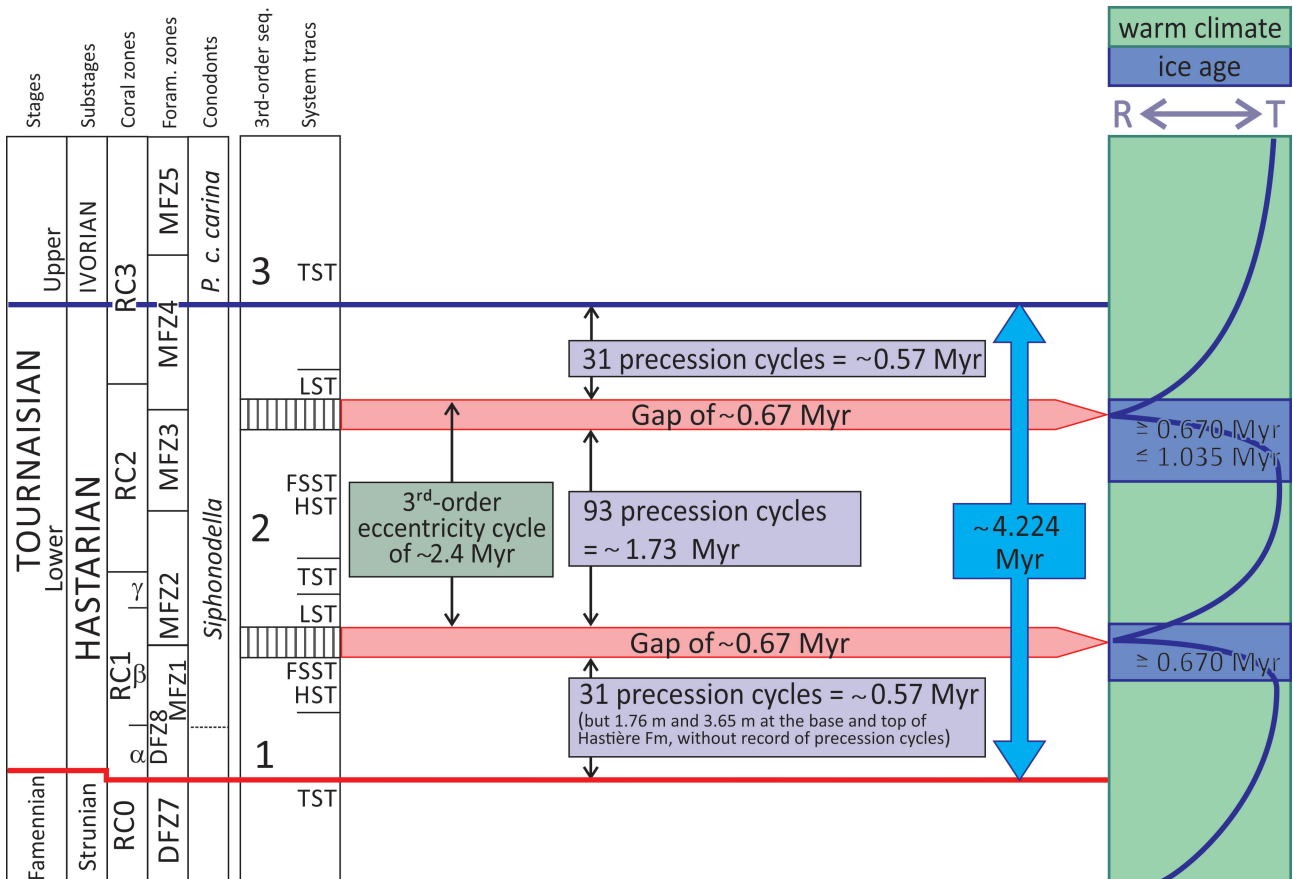 Stages
Substages
Coral zones
Foram. zones
Conodonts
3rd-order seq.
System tracs
warm climate
ice age
R T
Upper
TOURNAISIAN
Lower
Famennian
IVORIAN
HASTARIAN
Strunian
RC3
RC2
γ
RC1
β
α
RC0
MFZ5
MFZ4
MFZ3
MFZ2
MFZ1
DFZ8
DFZ7
P. c. carina
Siphonodella
3
2
1
TST
LST
FSST
HST
TST
LST
FSST
HST
TST
31 precession cycles = ~0.57 Myr
Gap of ~0.67 Myr
3rd-order
eccentricity cycle
of ~2.4 Myr
93 precession cycles
= ~ 1.73 Myr
Gap of ~0.67 Myr
31 precession cycles = ~0.57 Myr
(but 1.76 m and 3.65 m at the base and top of
Hastière Fm, without record of precession cycles)
~4.224
Myr
≥ 0.670 Myr
≤ 1.035 Myr
≥ 0.670 Myr